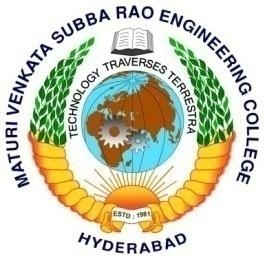 MATURI VENKATA SUBBA RAO ENGINEERING COLLEGE
TECHNOLOGY TRAVERSES TERRESTRA
ESTD : 1981
HYDERABAD